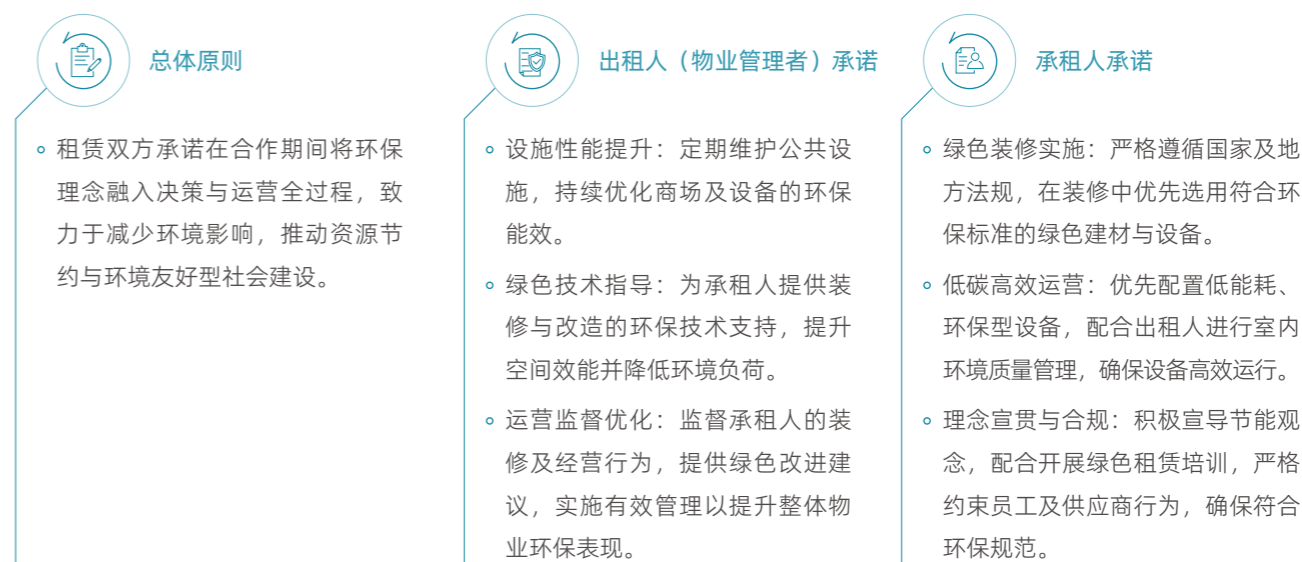 总体原则
租赁双方承诺在合作期间将环保
理念融入决策与运营全过程，致
力于减少环境影响，推动资源节
约与环境友好型社会建设。
出租人（物业管理者）承诺
设施性能提升：定期维护公共设
施，持续优化商场及设备的环保
能效。
绿色技术指导：为承租人提供装
修与改造的环保技术支持，提升
空间效能并降低环境负荷。
运营监督优化：监督承租人的装
修及经营行为，提供绿色改进建
议，实施有效管理以提升整体物
业环保表现。
承租人承诺
绿色装修实施：严格遵循国家及地
方法规，在装修中优先选用符合环
保标准的绿色建材与设备。
低碳高效运营：优先配置低能耗、
环保型设备，配合出租人进行室内
环境质量管理，确保设备高效运行。
理念宣贯与合规：积极宣导节能观
念，配合开展绿色租赁培训，严格
约束员工及供应商行为，确保符合
环保规范。